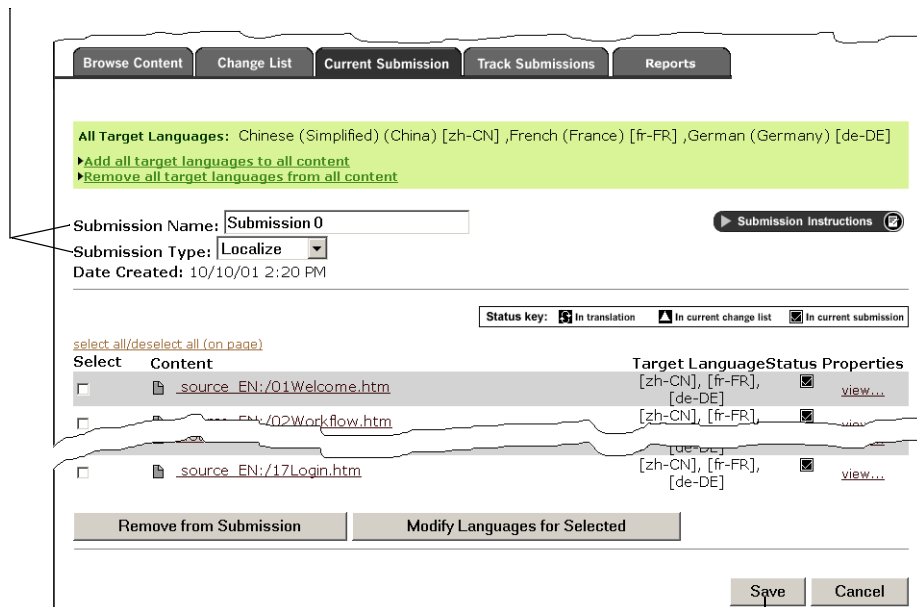 Browse Content Change List Current Submission Track Submissions Reports
All Target Languages: Chinese (Simplified) (China) [zh-CN] ,French (France) [fr-FR] ,German (Germany) [de-DE]
Add all target languages to all content
Remove all target languages from all content
Submission Name: Submission 0 Submission Instructions
Submission Type: Localize
Date Created: 10/10/01 2:20 PM
Status key: In translation In current change list In current submission
select all/deselect all (on page)
Select Content Target Language Status Properties
source_EN:/01Welcome.htm [zh-CN], [fr-FR], view...
[de-DE]
EN:/02Workflow.htm [zh-CN], [fr-FR],
[de-DE]
source_EN:/17Login.htm [zh-CN], [fr-FR], view...
[de-DE]
Remove from Submission Modify Languages for Selected
Save Cancel